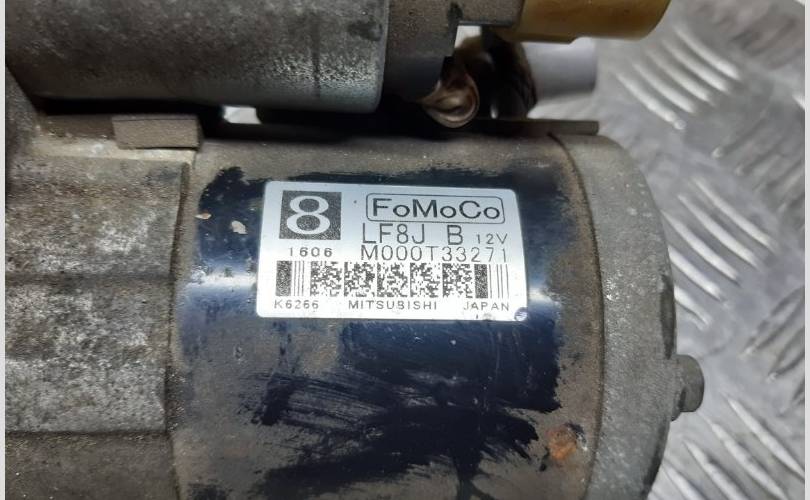 8 FoMoCo
LF8J B 12V
1606 M000T33271
K6266 MITSUBISHI JAPAN